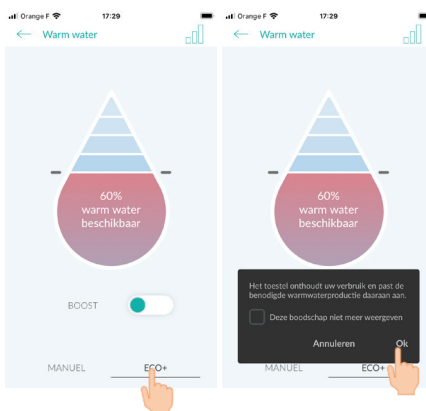 Orange F 17:29
Warm water
60%
warm water
beschikbaar
BOOST
MANUEL ECO+
Orange F 17:29
Warm water
60%
warm water
beschikbaar
Het toestel onthoudt uw verbruik en past de
benodigde warmwaterproductie daaraan aan.
Deze boodschap niet meer weergeven
Annuleren Ok
MANUEL ECO+